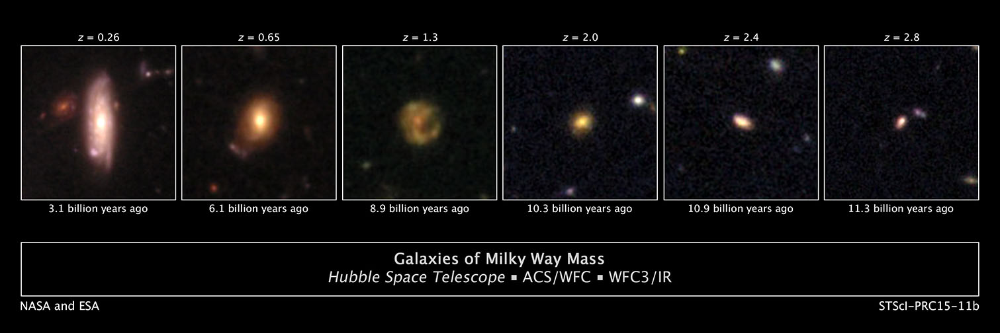 z = 0.26
z = 0.65
z = 1.3
z = 2.0
z = 2.4
z = 2.8
3.1 billion years ago
6.1 billion years ago
8.9 billion years ago
10.3 billion years ago
10.9 billion years ago
11.3 billion years ago
Galaxies of Milky Way Mass
Hubble Space Telescope ▪ ACS/WFC ▪ WFC3/IR
NASA and ESA
STScI-PRC15-11b